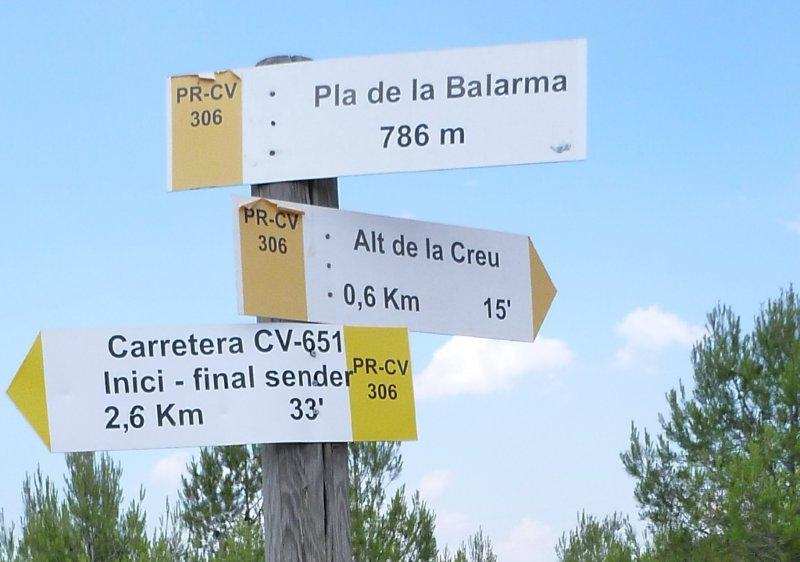 PR-CV
306
Pla de la Balarma
786 m
PR-CV
306
Alt de la Creu
0,6 Km 15'
Carretera CV-651
Inici - final sender
2,6 Km 33'
PR-CV
306